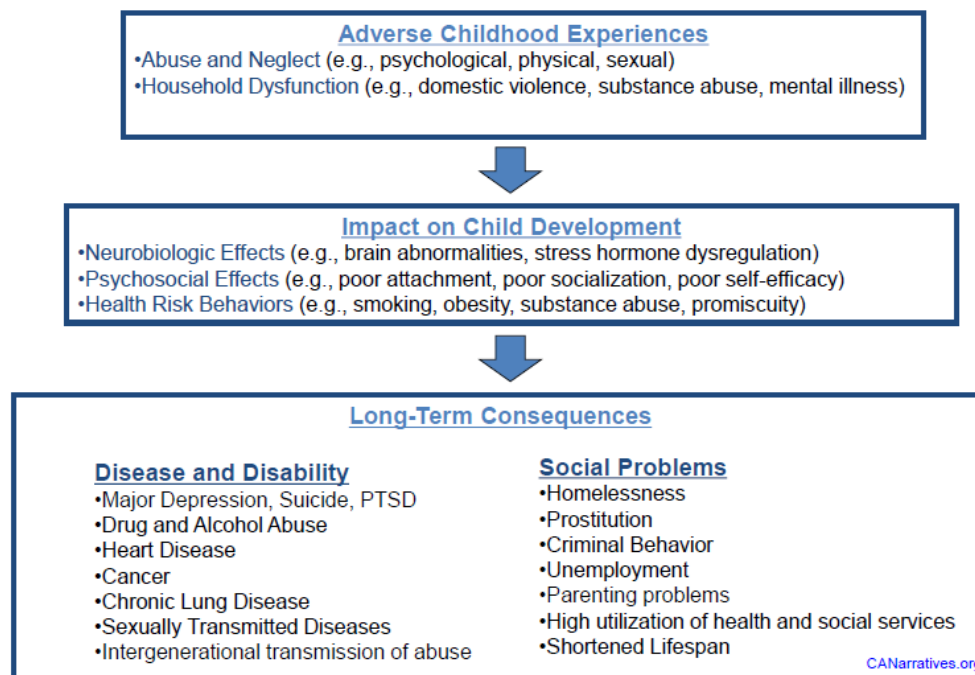 Adverse Childhood Experiences
•Abuse and Neglect (e.g., psychological, physical, sexual)
•Household Dysfunction (e.g., domestic violence, substance abuse, mental illness)
Impact on Child Development
•Neurobiologic Effects (e.g., brain abnormalities, stress hormone dysregulation)
•Psychosocial Effects (e.g., poor attachment, poor socialization, poor self-efficacy)
•Health Risk Behaviors (e.g., smoking, obesity, substance abuse, promiscuity)
Long-Term Consequences
Disease and Disability
•Major Depression, Suicide, PTSD
•Drug and Alcohol Abuse
•Heart Disease
•Cancer
•Chronic Lung Disease
•Sexually Transmitted Diseases
•Intergenerational transmission of abuse
Social Problems
•Homelessness
•Prostitution
•Criminal Behavior
•Unemployment
•Parenting problems
•High utilization of health and social services
•Shortened Lifespan
CANarratives.org